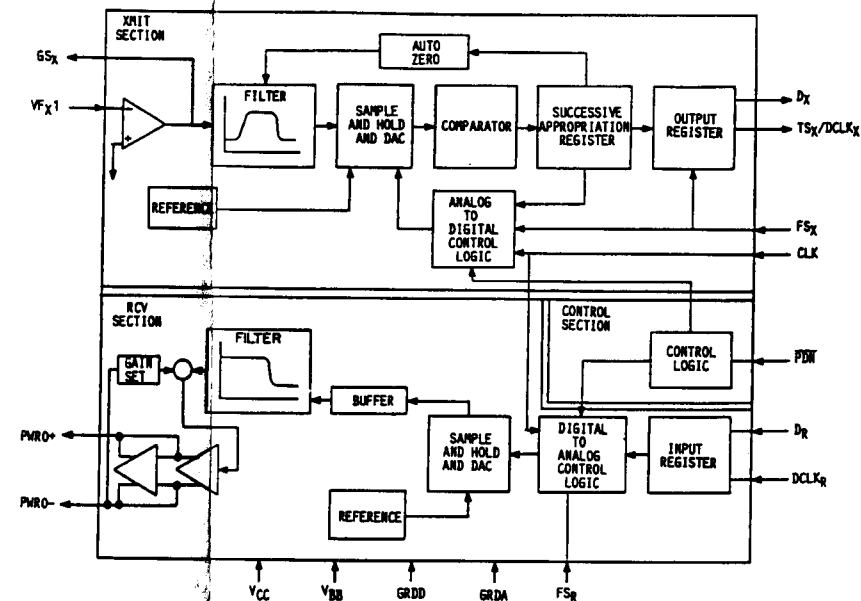 XMIT
SECTION
GSX
AUTO
ZERO
VFX1
FILTER
SAMPLE
AND HOLD
AND DAC
COMPARATOR
SUCCESSIVE
APPROPRIATION
REGISTER
OUTPUT
REGISTER
DX
TSX/DCLKX
REFERENCE
ANALOG
TO
DIGITAL
CONTROL
LOGIC
FSX
CLK
RCV
SECTION
FILTER
CONTROL
SECTION
CONTROL
LOGIC
PDN
GAIN
SET
BUFFER
PWRO+
SAMPLE
AND HOLD
AND DAC
DIGITAL
TO
ANALOG
CONTROL
LOGIC
INPUT
REGISTER
DR
DCLKR
PWRO-
REFERENCE
VCC
VBB
GRDD
GRDA
FSR